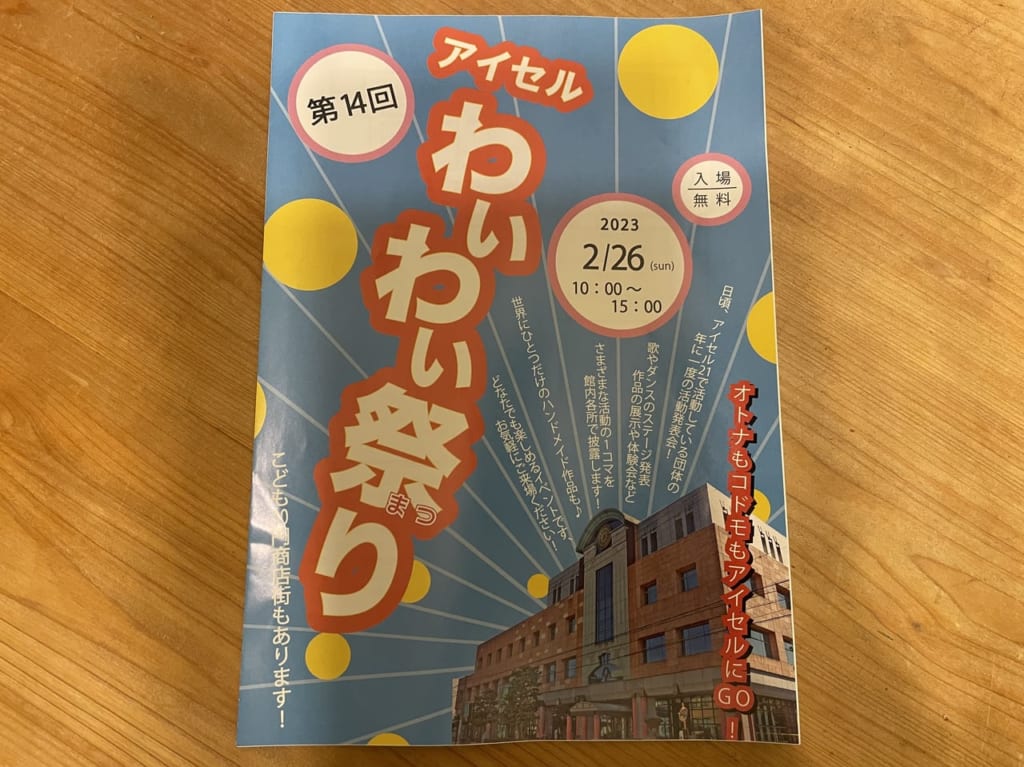 第14回
アイセル
わいわい祭り
まつ
入場
無料
2023
2/26 (sun)
10：00～
15：00
日頃、アイセル21で活動している団体の
年に一度の活動発表会！
歌やダンスのステージ発表
作品の展示や体験会など
さまざまな活動の1コマを
館内各所で披露します！
世界にひとつだけのハンドメイド作品も♪
どなたでも楽しめるイベントです。
お気軽にご来場ください！
オトナもコドモもアイセルにGO！
こども0円商店街もあります！